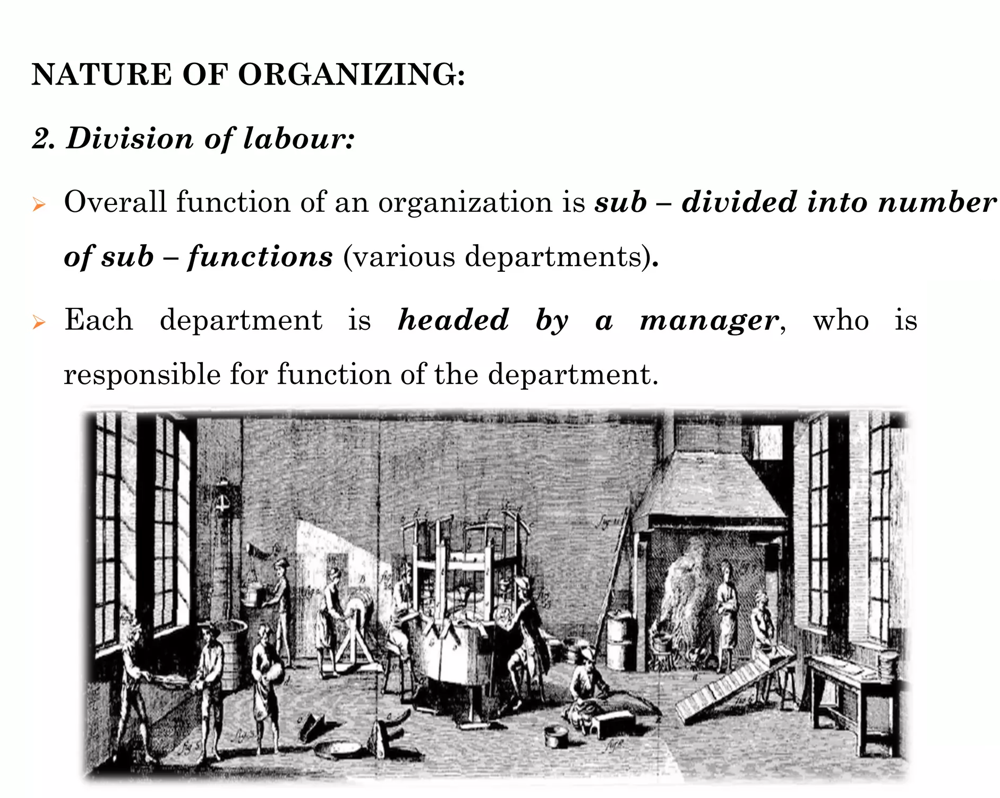 NATURE OF ORGANIZING:
2. Division of labour:
➢ Overall function of an organization is sub – divided into number
of sub – functions (various departments).
➢ Each department is headed by a manager, who is
responsible for function of the department.